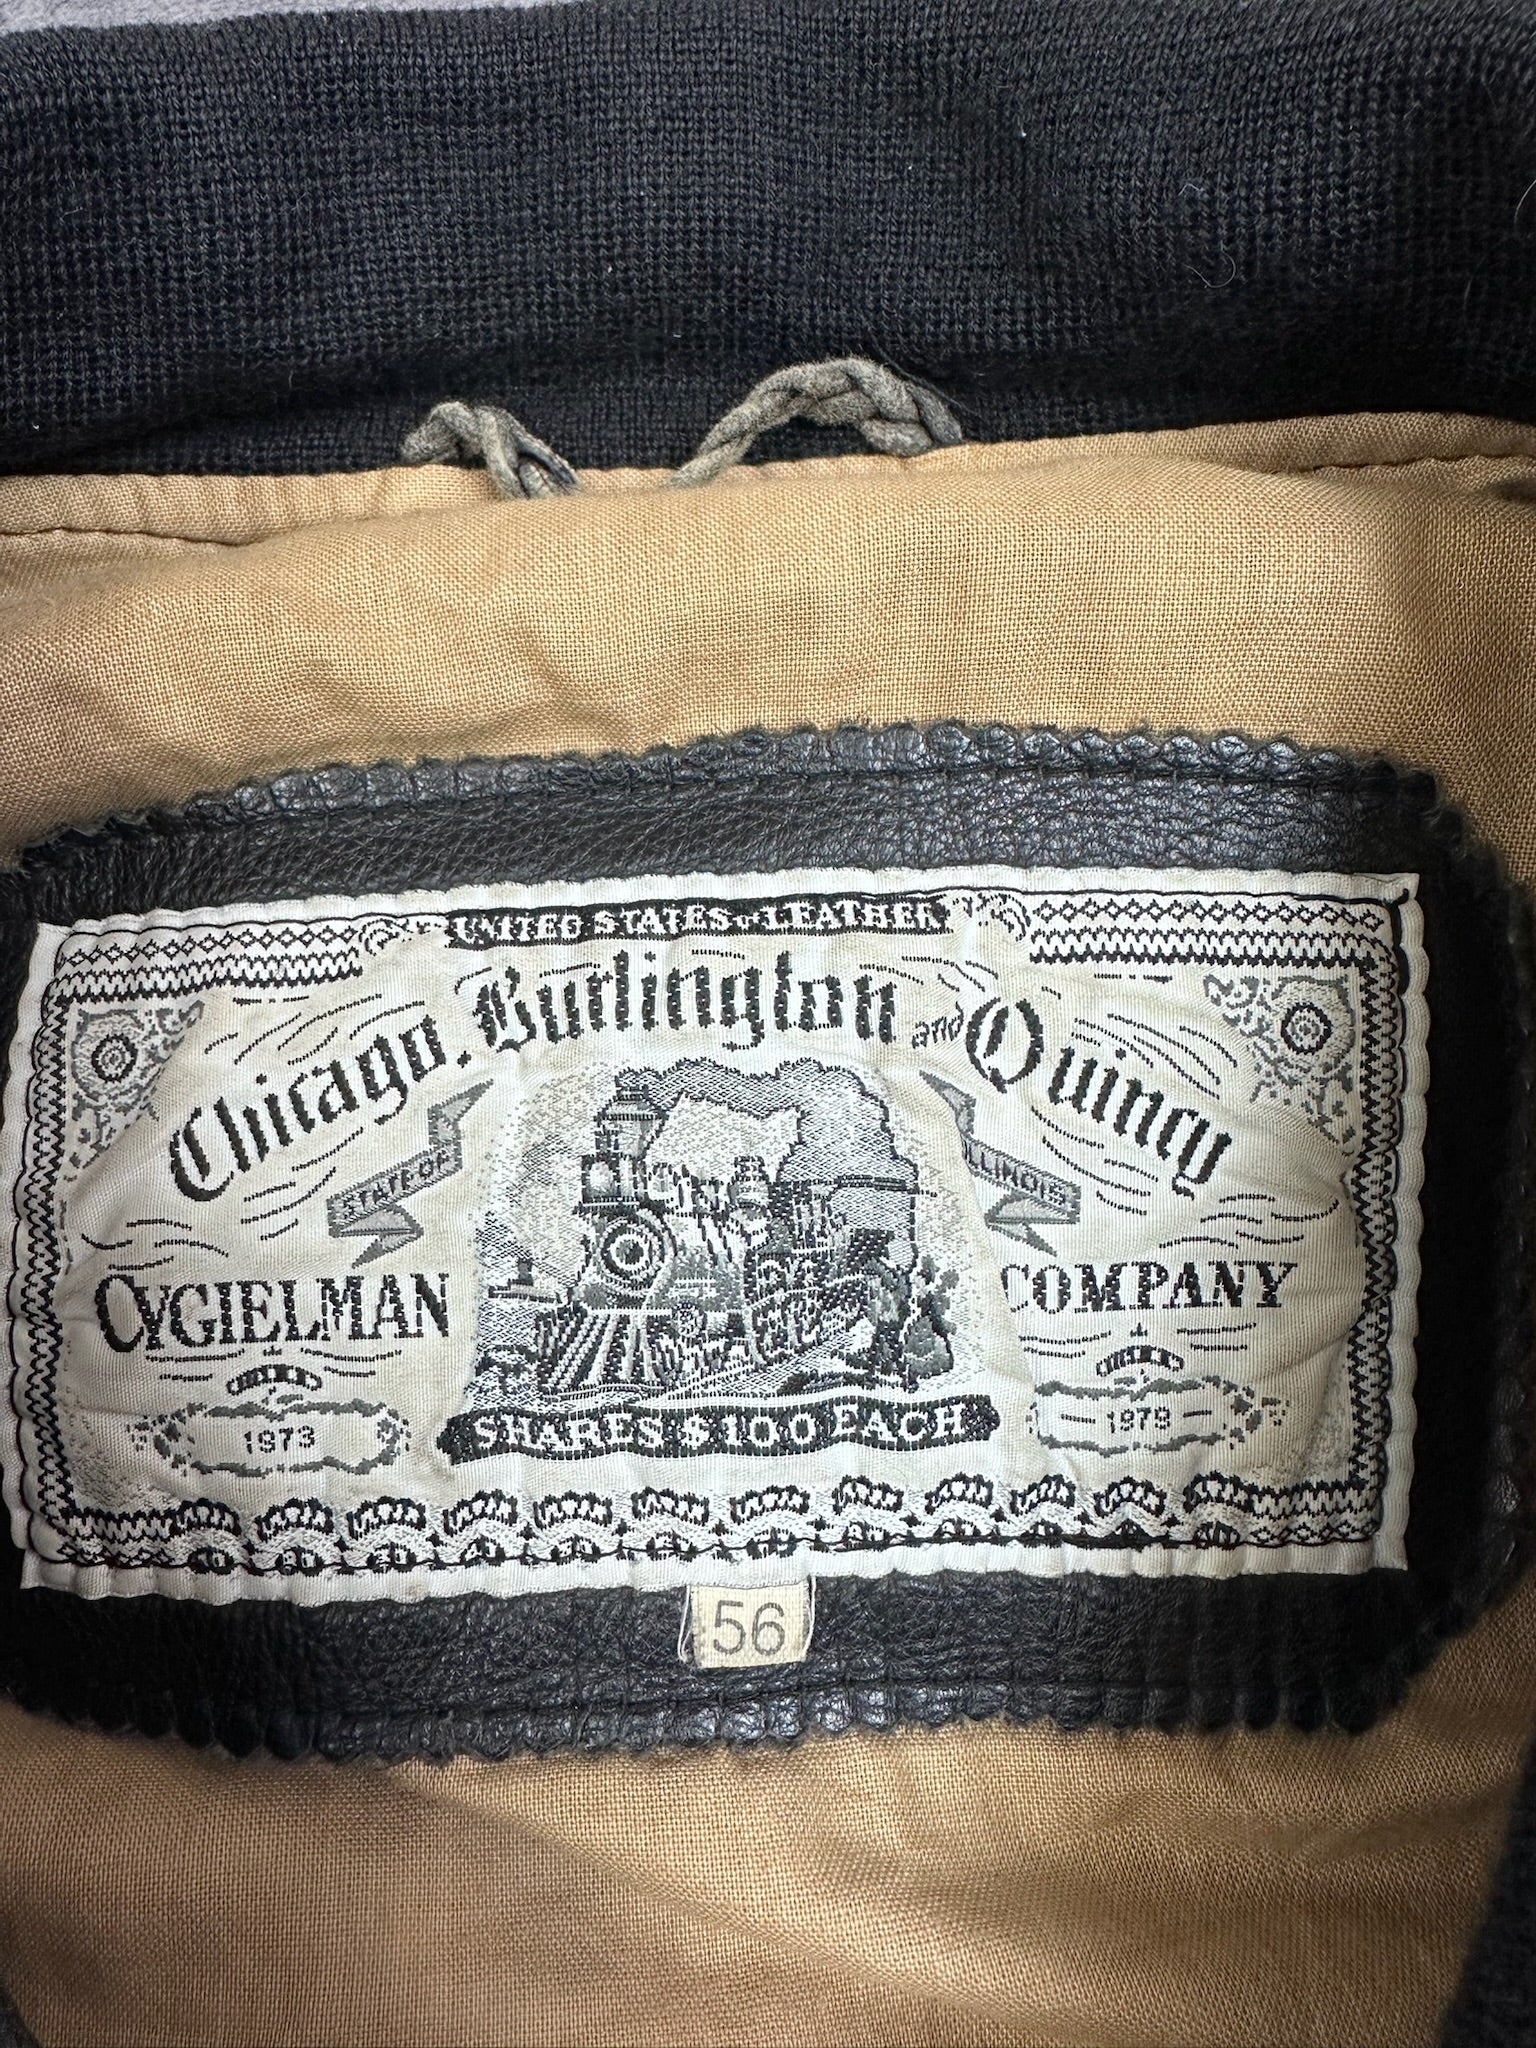 UNITED STATES of LEATHER
Chicago, Burlington and Quincy
STATE OF ILLINOIS
CYGIELMAN COMPANY
1973 1979
SHARES $ 100 EACH
56